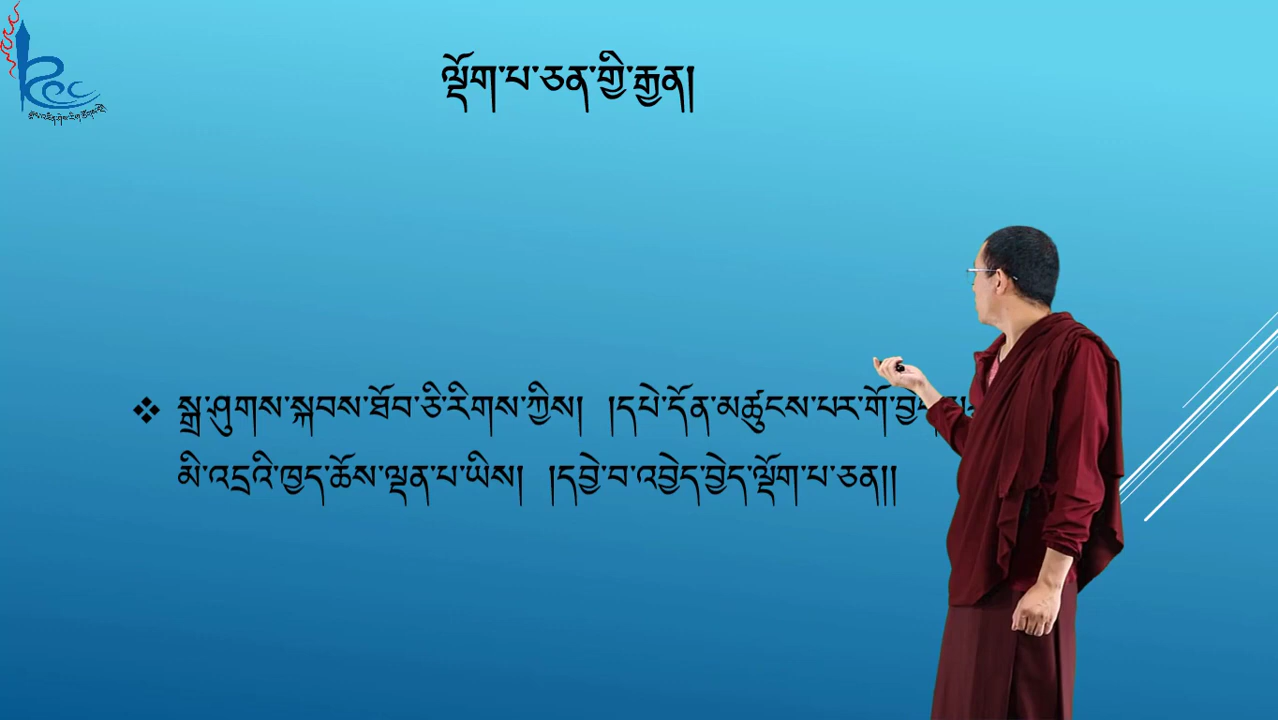 ལྡོག་པ་ཅན་གྱི་རྒྱན།
སྒྲ་ཤུགས་སྐབས་ཐོབ་ཅི་རིགས་ཀྱིས། །དཔེ་དོན་མཚུངས་པར་གོ་བྱེད་
མི་འདྲའི་ཁྱད་ཆོས་ལྡན་པ་ཡིས། །དབྱེ་བ་འབྱེད་བྱེད་ལྡོག་པ་ཅན།།